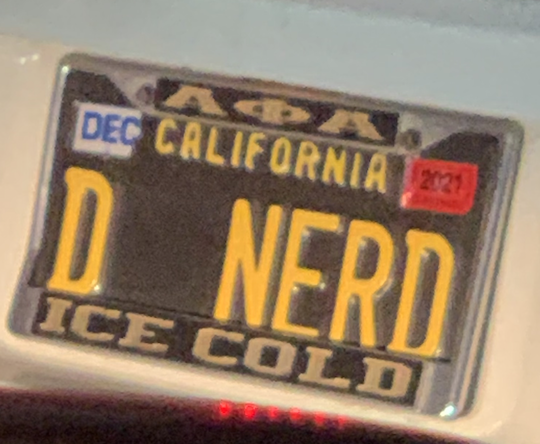 ΑΦΑ
DEC CALIFORNIA 2021
D NERD
ICE COLD